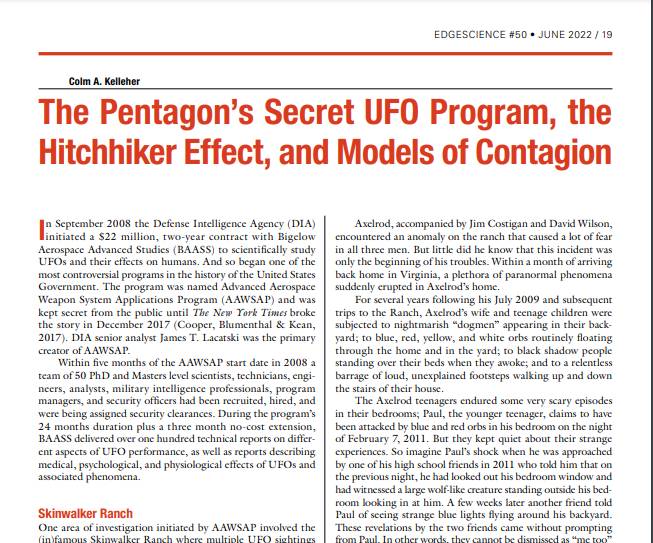 EDGESCIENCE #50 • JUNE 2022 / 19
Colm A. Kelleher
The Pentagon's Secret UFO Program, the
Hitchhiker Effect, and Models of Contagion
In September 2008 the Defense Intelligence Agency (DIA)
initiated a $22 million, two-year contract with Bigelow
Aerospace Advanced Studies (BAASS) to scientifically study
UFOs and their effects on humans. And so began one of the
most controversial programs in the history of the United States
Government. The program was named Advanced Aerospace
Weapon System Applications Program (AAWSAP) and was
kept secret from the public until The New York Times broke
the story in December 2017 (Cooper, Blumenthal & Kean,
2017). DIA senior analyst James T. Lacatski was the primary
creator of AAWSAP.
Within five months of the AAWSAP start date in 2008 a
team of 50 PhD and Masters level scientists, technicians, engi-
neers, analysts, military intelligence professionals, program
managers, and security officers had been recruited, hired, and
were being assigned security clearances. During the program's
24 months duration plus a three month no-cost extension,
BAASS delivered over one hundred technical reports on differ-
ent aspects of UFO performance, as well as reports describing
medical, psychological, and physiological effects of UFOs and
associated phenomena.
Skinwalker Ranch
One area of investigation initiated by AAWSAP involved the
(in)famous Skinwalker Ranch where multiple UFO sightings
Axelrod, accompanied by Jim Costigan and David Wilson,
encountered an anomaly on the ranch that caused a lot of fear
in all three men. But little did he know that this incident was
only the beginning of his troubles. Within a month of arriving
back home in Virginia, a plethora of paranormal phenomena
suddenly erupted in Axelrod's home.
For several years following his July 2009 and subsequent
trips to the Ranch, Axelrod's wife and teenage children were
subjected to nightmarish "dogmen" appearing in their back-
yard; to blue, red, yellow, and white orbs routinely floating
through the home and in the yard; to black shadow people
standing over their beds when they awoke; and to a relentless
barrage of loud, unexplained footsteps walking up and down
the stairs of their house.
The Axelrod teenagers endured some very scary episodes
in their bedrooms; Paul, the younger teenager, claims to have
been attacked by blue and red orbs in his bedroom on the night
of February 7, 2011. But they kept quiet about their strange
experiences. So imagine Paul's shock when he was approached
by one of his high school friends in 2011 who told him that on
the previous night, he had looked out his bedroom window and
had witnessed a large wolf-like creature standing outside his bed-
room looking in at him. A few weeks later another friend told
Paul of seeing strange blue lights flying around his backyard.
These revelations by the two friends came without prompting
from Paul. In other words, they cannot be dismissed as "me too"